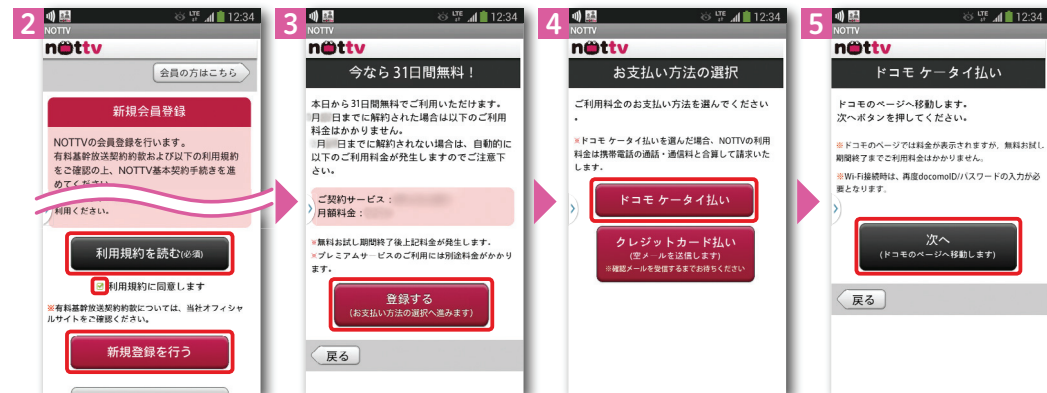 2
LTE
12:34
NOTTV
nottv
会員の方はこちら
新規会員登録
NOTTVの会員登録を行います。
有料基幹放送契約約款および以下の利用規約
をご確認の上、NOTTV基本契約手続きを進
めてください
利用ください。
利用規約を読む(必須)
利用規約に同意します
※有料基幹放送契約約款については、当社オフィシャ
ルサイトをご確認ください。
新規登録を行う
3
LTE
12:34
NOTTV
nottv
今なら31日間無料！
本日から31日間無料でご利用いただけます。
月 日までに解約された場合は以下のご利用
料金はかかりません。
月 日までに解約されない場合は、自動的に
以下のご利用料金が発生しますのでご注意下
さい。
ご契約サービス：
月額料金：
※無料お試し期間終了後上記料金が発生します。
※プレミアムサービスのご利用には別途料金がかかり
ます。
登録する
(お支払い方法の選択へ進みます)
戻る
4
LTE
12:34
NOTTV
nottv
お支払い方法の選択
ご利用料金のお支払い方法を選んでください
。
※ドコモ ケータイ払いを選んだ場合、NOTTVの利用
料金は携帯電話の通話・通信料と合算して請求いた
します。
ドコモ ケータイ払い
クレジットカード払い
(空メールを送信します)
※確認メールを受信するまでお待ちください
5
LTE
12:34
NOTTV
nottv
ドコモ ケータイ払い
ドコモのページへ移動します。
次へボタンを押してください。
※ドコモのページでは料金が表示されますが、無料お試し
期間終了までご利用料金はかかりません。
※Wi-Fi接続時は、再度docomoID/パスワードの入力が必
要となります。
次へ
(ドコモのページへ移動します)
戻る